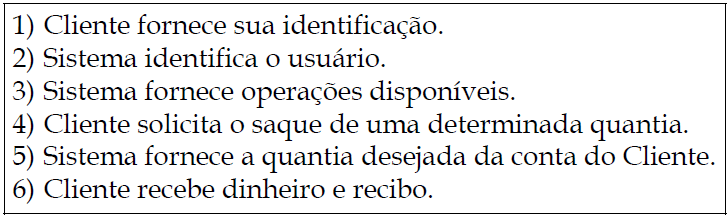 1) Cliente fornece sua identificação.
2) Sistema identifica o usuário.
3) Sistema fornece operações disponíveis.
4) Cliente solicita o saque de uma determinada quantia.
5) Sistema fornece a quantia desejada da conta do Cliente.
6) Cliente recebe dinheiro e recibo.